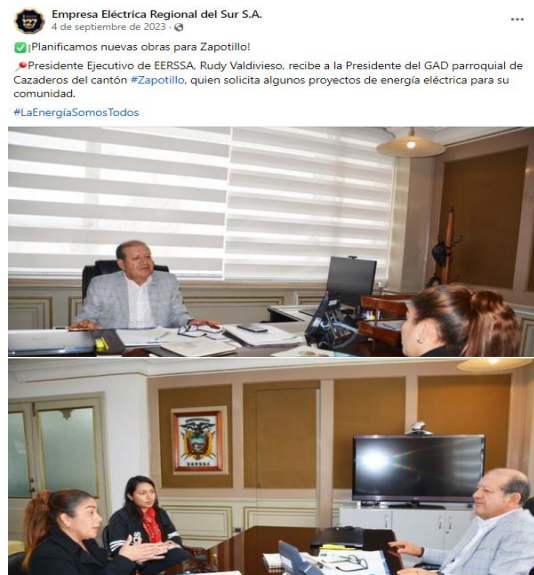 127
Empresa Eléctrica Regional del Sur S.A.
4 de septiembre de 2023 ·
✅¡Planificamos nuevas obras para Zapotillo!
📍Presidente Ejecutivo de EERSSA, Rudy Valdivieso, recibe a la Presidente del GAD parroquial de
Cazaderos del cantón #Zapotillo, quien solicita algunos proyectos de energía eléctrica para su
comunidad.
#LaEnergíaSomosTodos
EERSSA